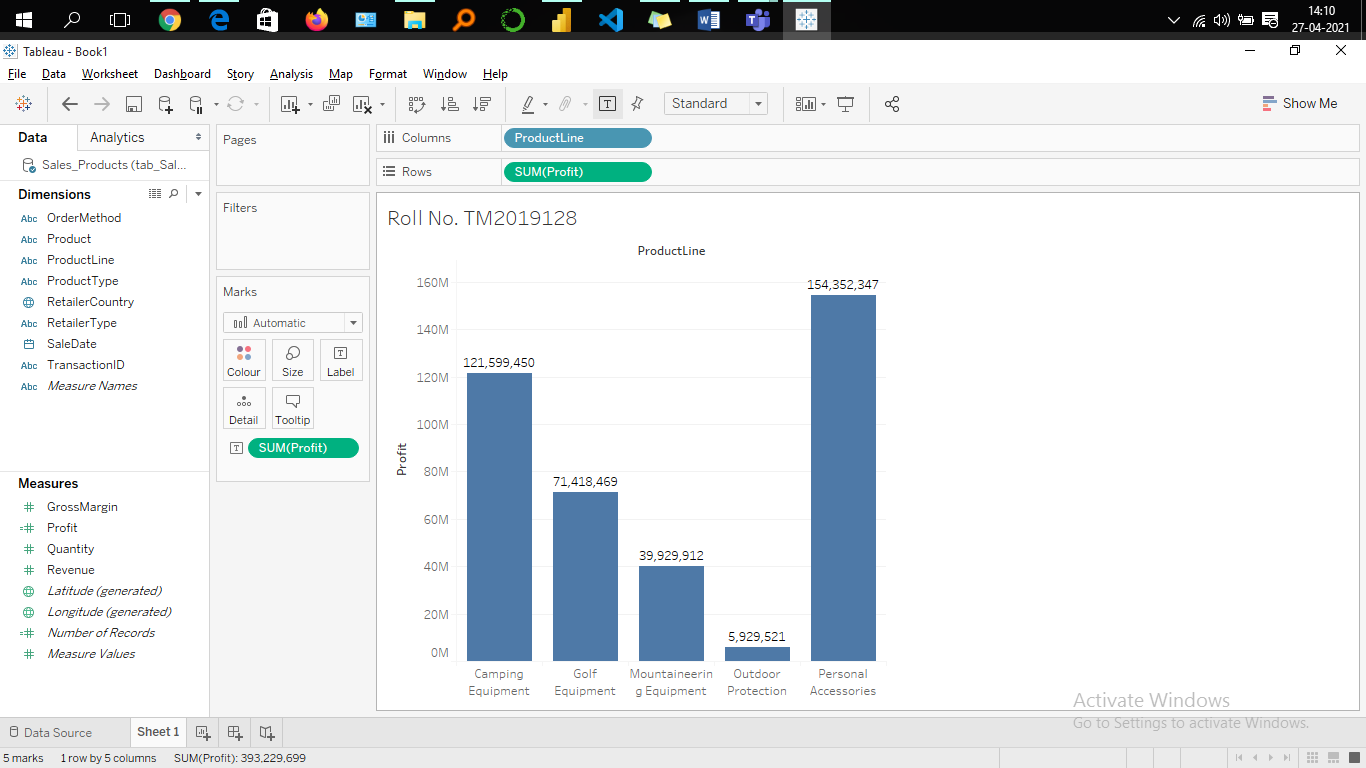 14:10
27-04-2021
Tableau - Book1
File Data Worksheet Dashboard Story Analysis Map Format Window Help
Standard
Show Me
Data Analytics
Sales_Products (tab_Sal...
Dimensions
Abc OrderMethod
Abc Product
Abc ProductLine
Abc ProductType
RetailerCountry
Abc RetailerType
SaleDate
Abc TransactionID
Abc Measure Names
Measures
GrossMargin
Profit
Quantity
Revenue
Latitude (generated)
Longitude (generated)
Number of Records
Measure Values
Pages
Filters
Marks
Automatic
Colour Size Label
Detail Tooltip
SUM(Profit)
Columns ProductLine
Rows SUM(Profit)
Roll No. TM2019128
ProductLine
Profit
160M
140M
120M
100M
80M
60M
40M
20M
0M
121,599,450
71,418,469
39,929,912
5,929,521
154,352,347
Camping
Equipment
Golf
Equipment
Mountaineerin
g Equipment
Outdoor
Protection
Personal
Accessories
Activate Windows
Go to Settings to activate Windows.
Data Source Sheet 1
5 marks 1 row by 5 columns SUM(Profit): 393,229,699